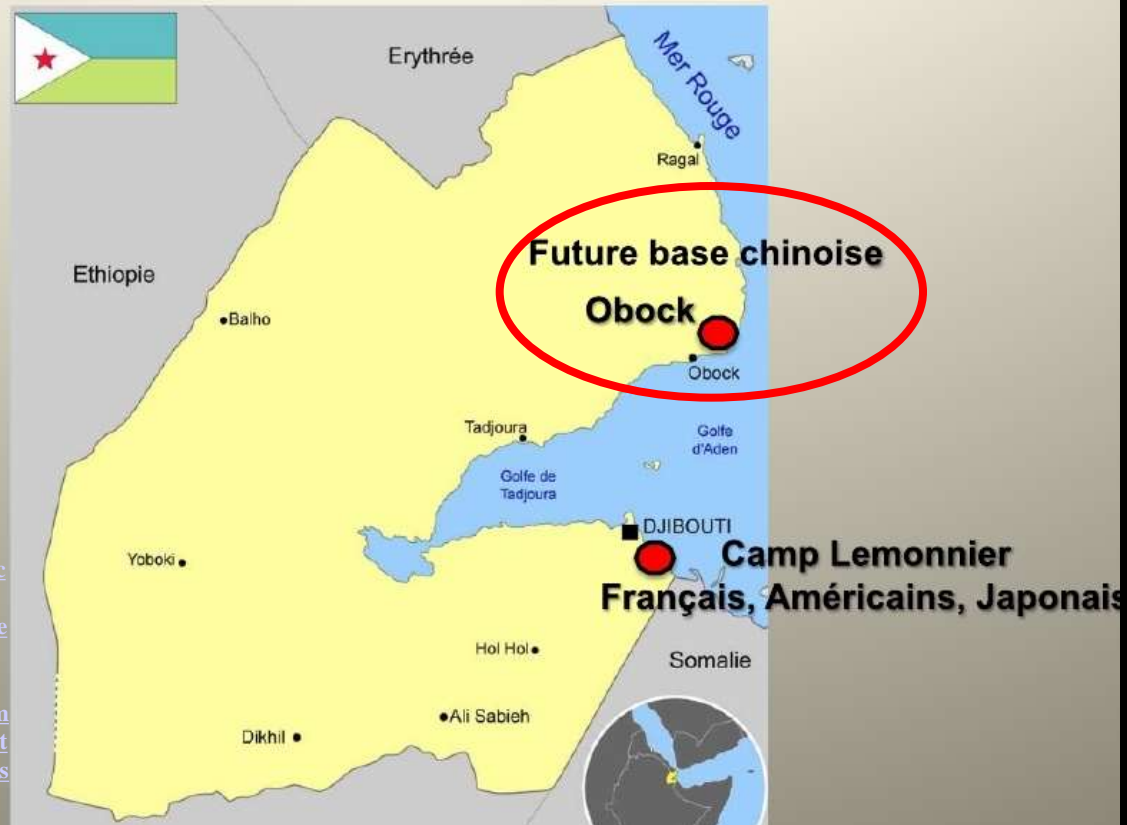 Erythrée
Mer Rouge
Ragal
Future base chinoise
Ethiopie
Obock
Balho
Obock
Tadjoura
Golfe
d'Aden
Golfe de
Tadjoura
DJIBOUTI
Camp Lemonnier
Yoboki
Français, Américains, Japonais
Hol Hol
Somalie
Ali Sabieh
Dikhil